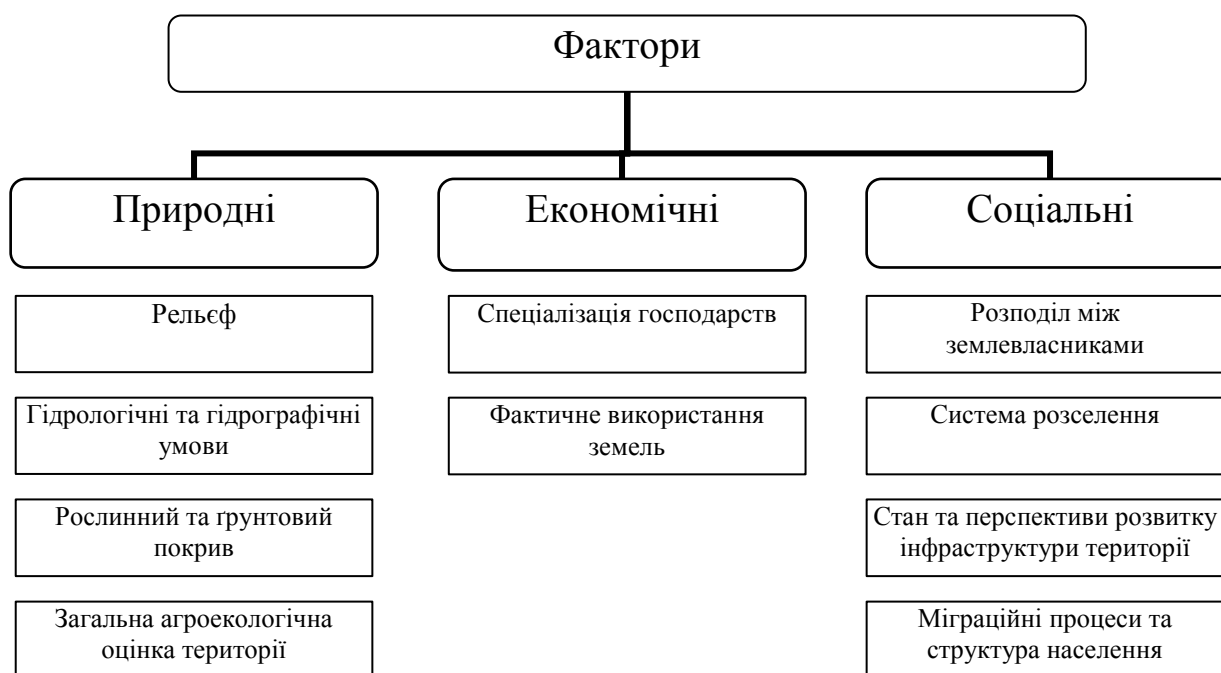 Фактори
Природні
Економічні
Соціальні
Рельєф
Спеціалізація господарств
Розподіл між
землевласниками
Гідрологічні та гідрографічні
умови
Фактичне використання
земель
Система розселення
Рослинний та ґрунтовий
покрив
Стан та перспективи розвитку
інфраструктури території
Загальна агроекологічна
оцінка території
Міграційні процеси та
структура населення